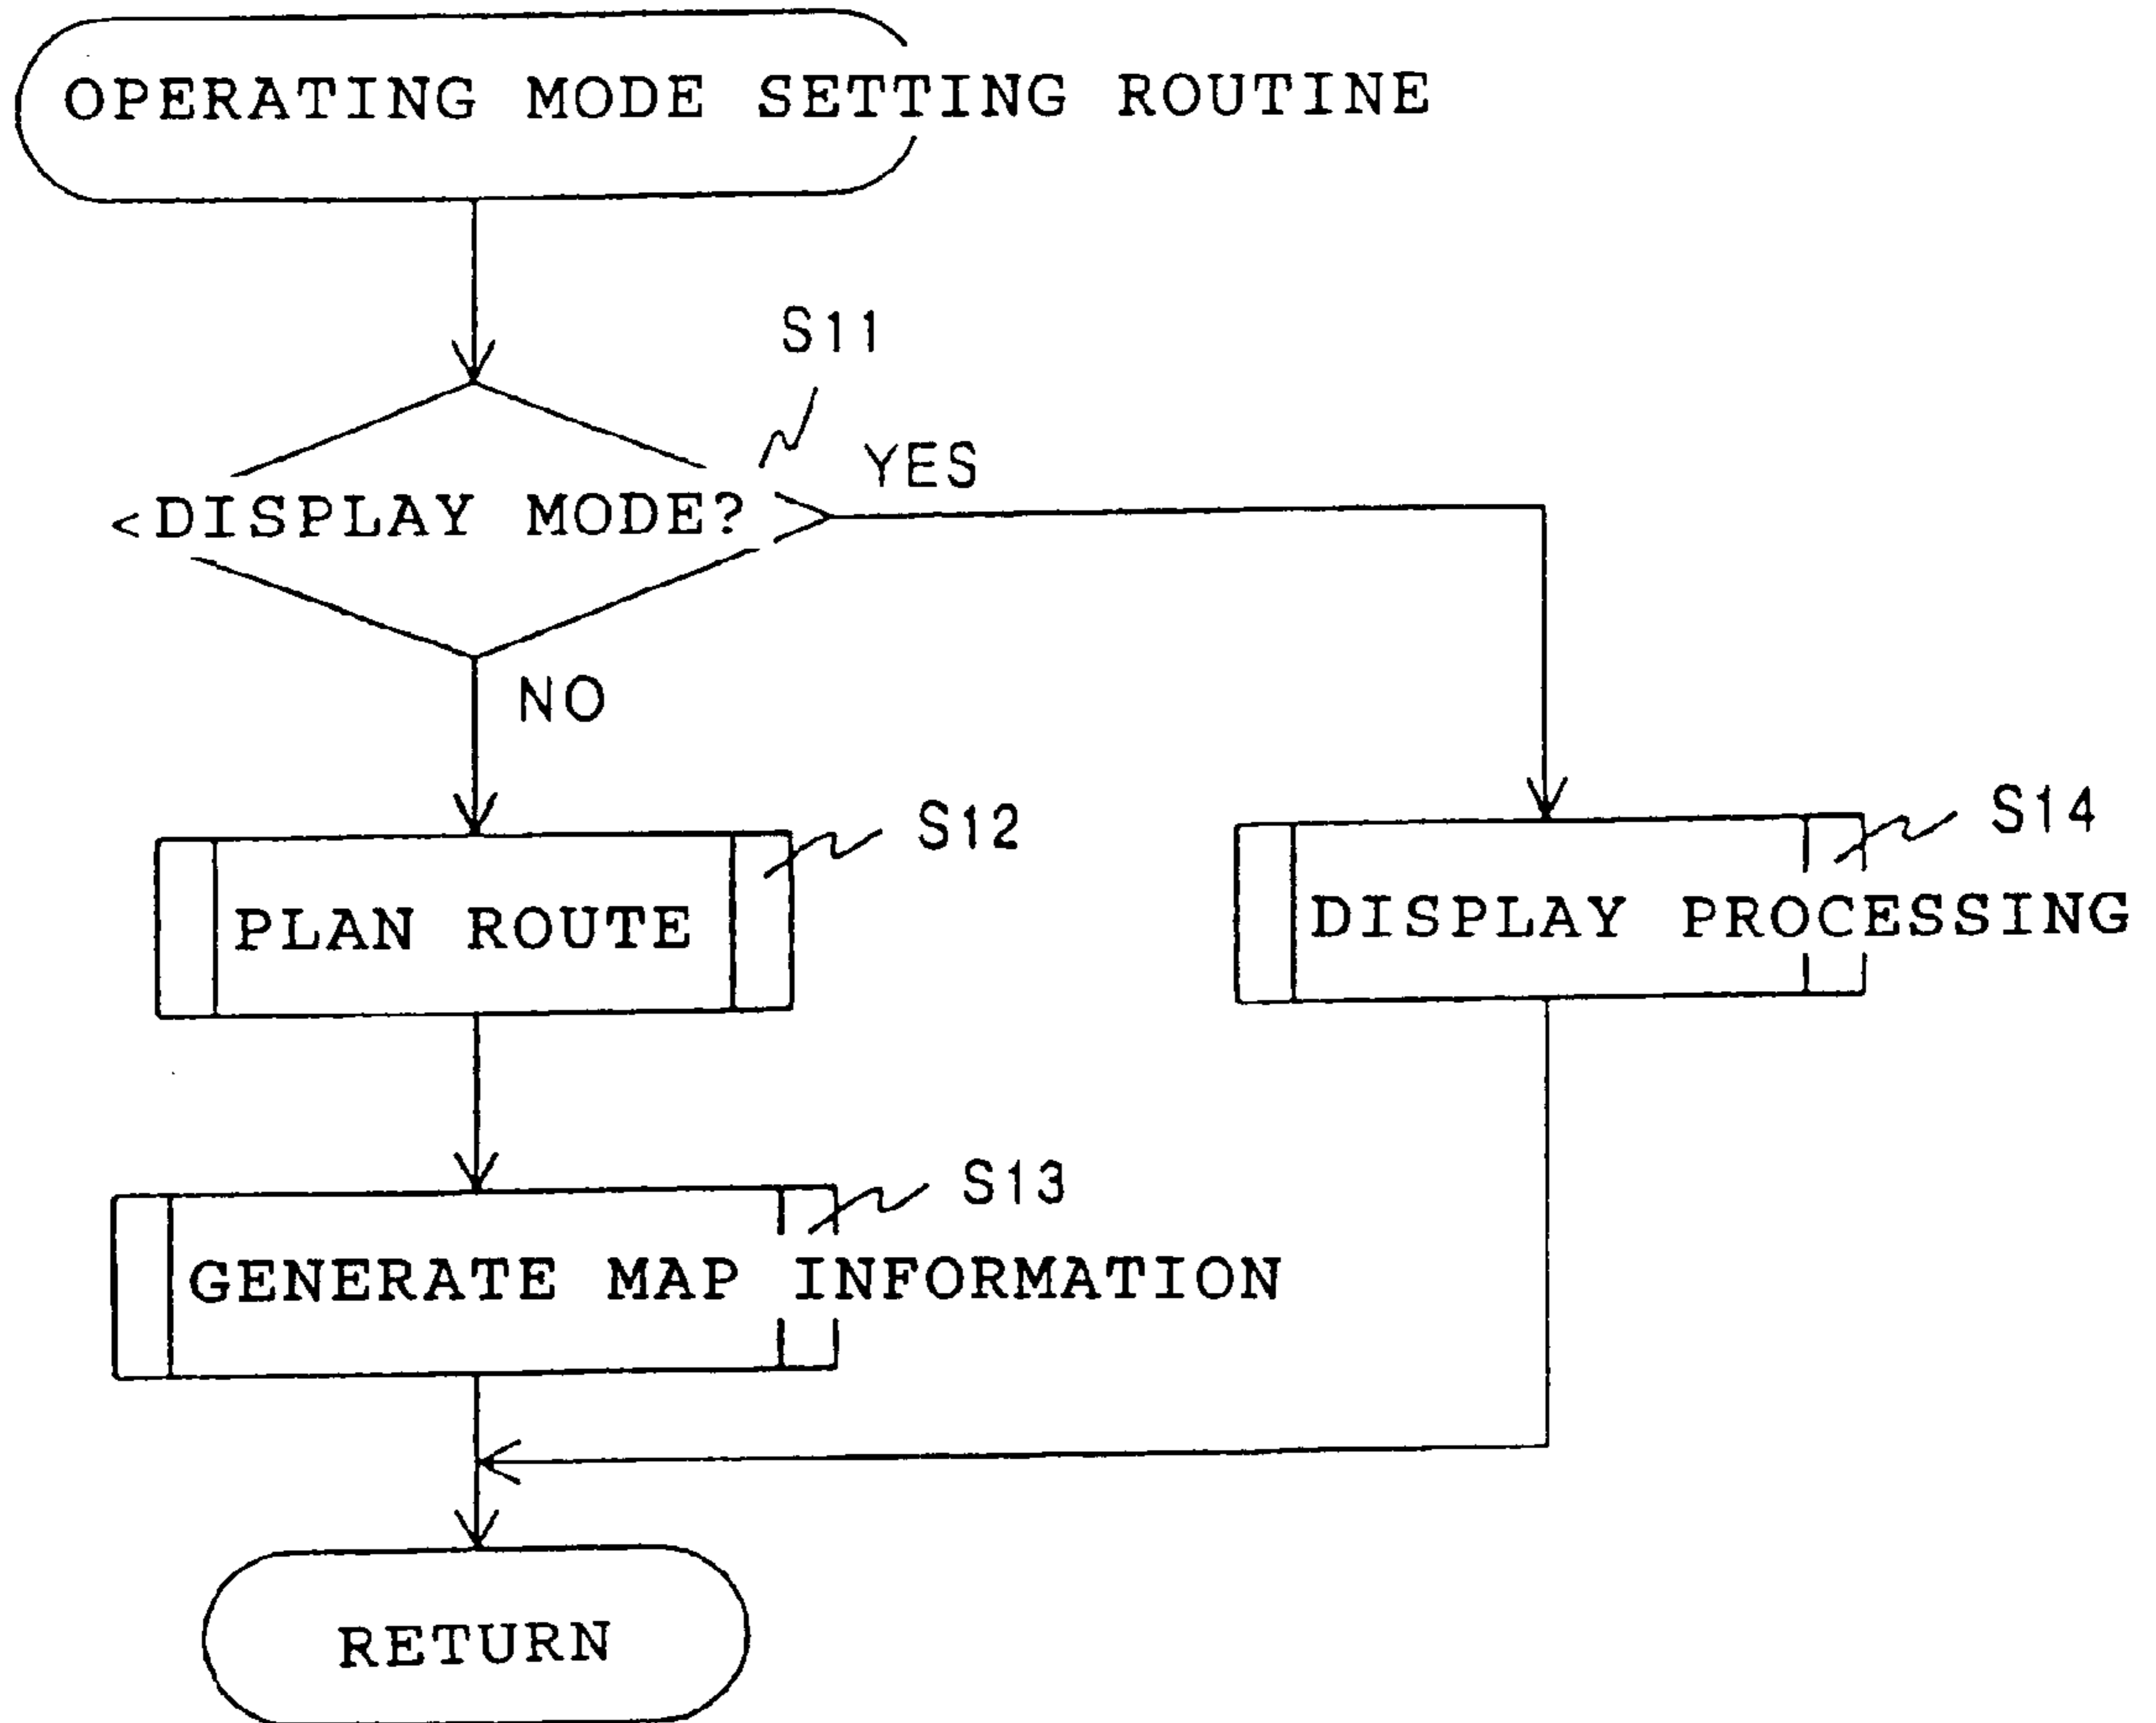 OPERATING MODE SETTING ROUTINE
S11
YES
<DISPLAY MODE?
NO
S12
S14
PLAN ROUTE
DISPLAY PROCESSING
S13
GENERATE MAP INFORMATION
RETURN